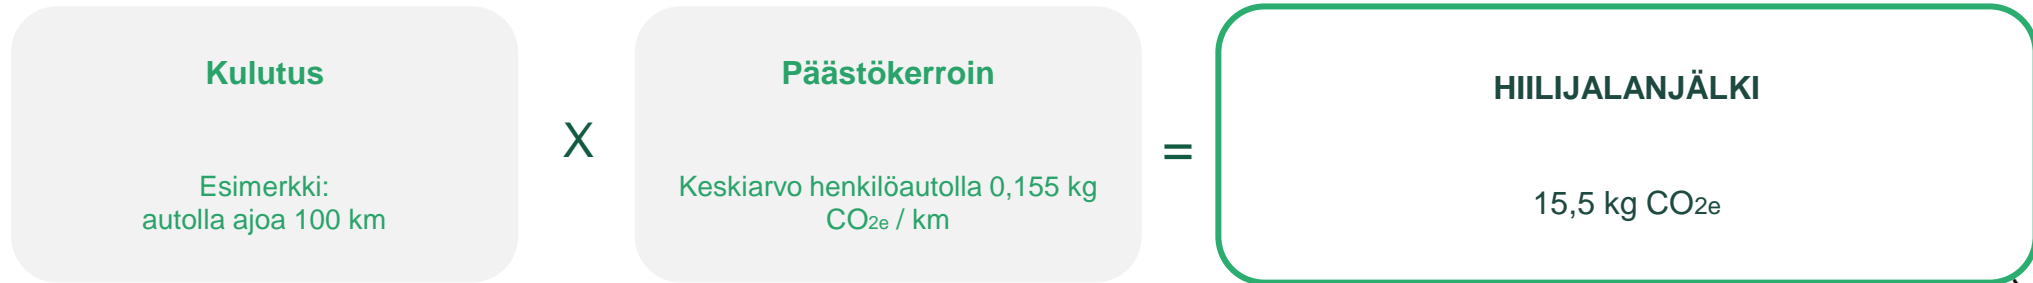 Kulutus
Esimerkki:
autolla ajoa 100 km
X
Päästökerroin
Keskiarvo henkilöautolla 0,155 kg
CO2e / km
=
HIILIJALANJÄLKI
15,5 kg CO2e